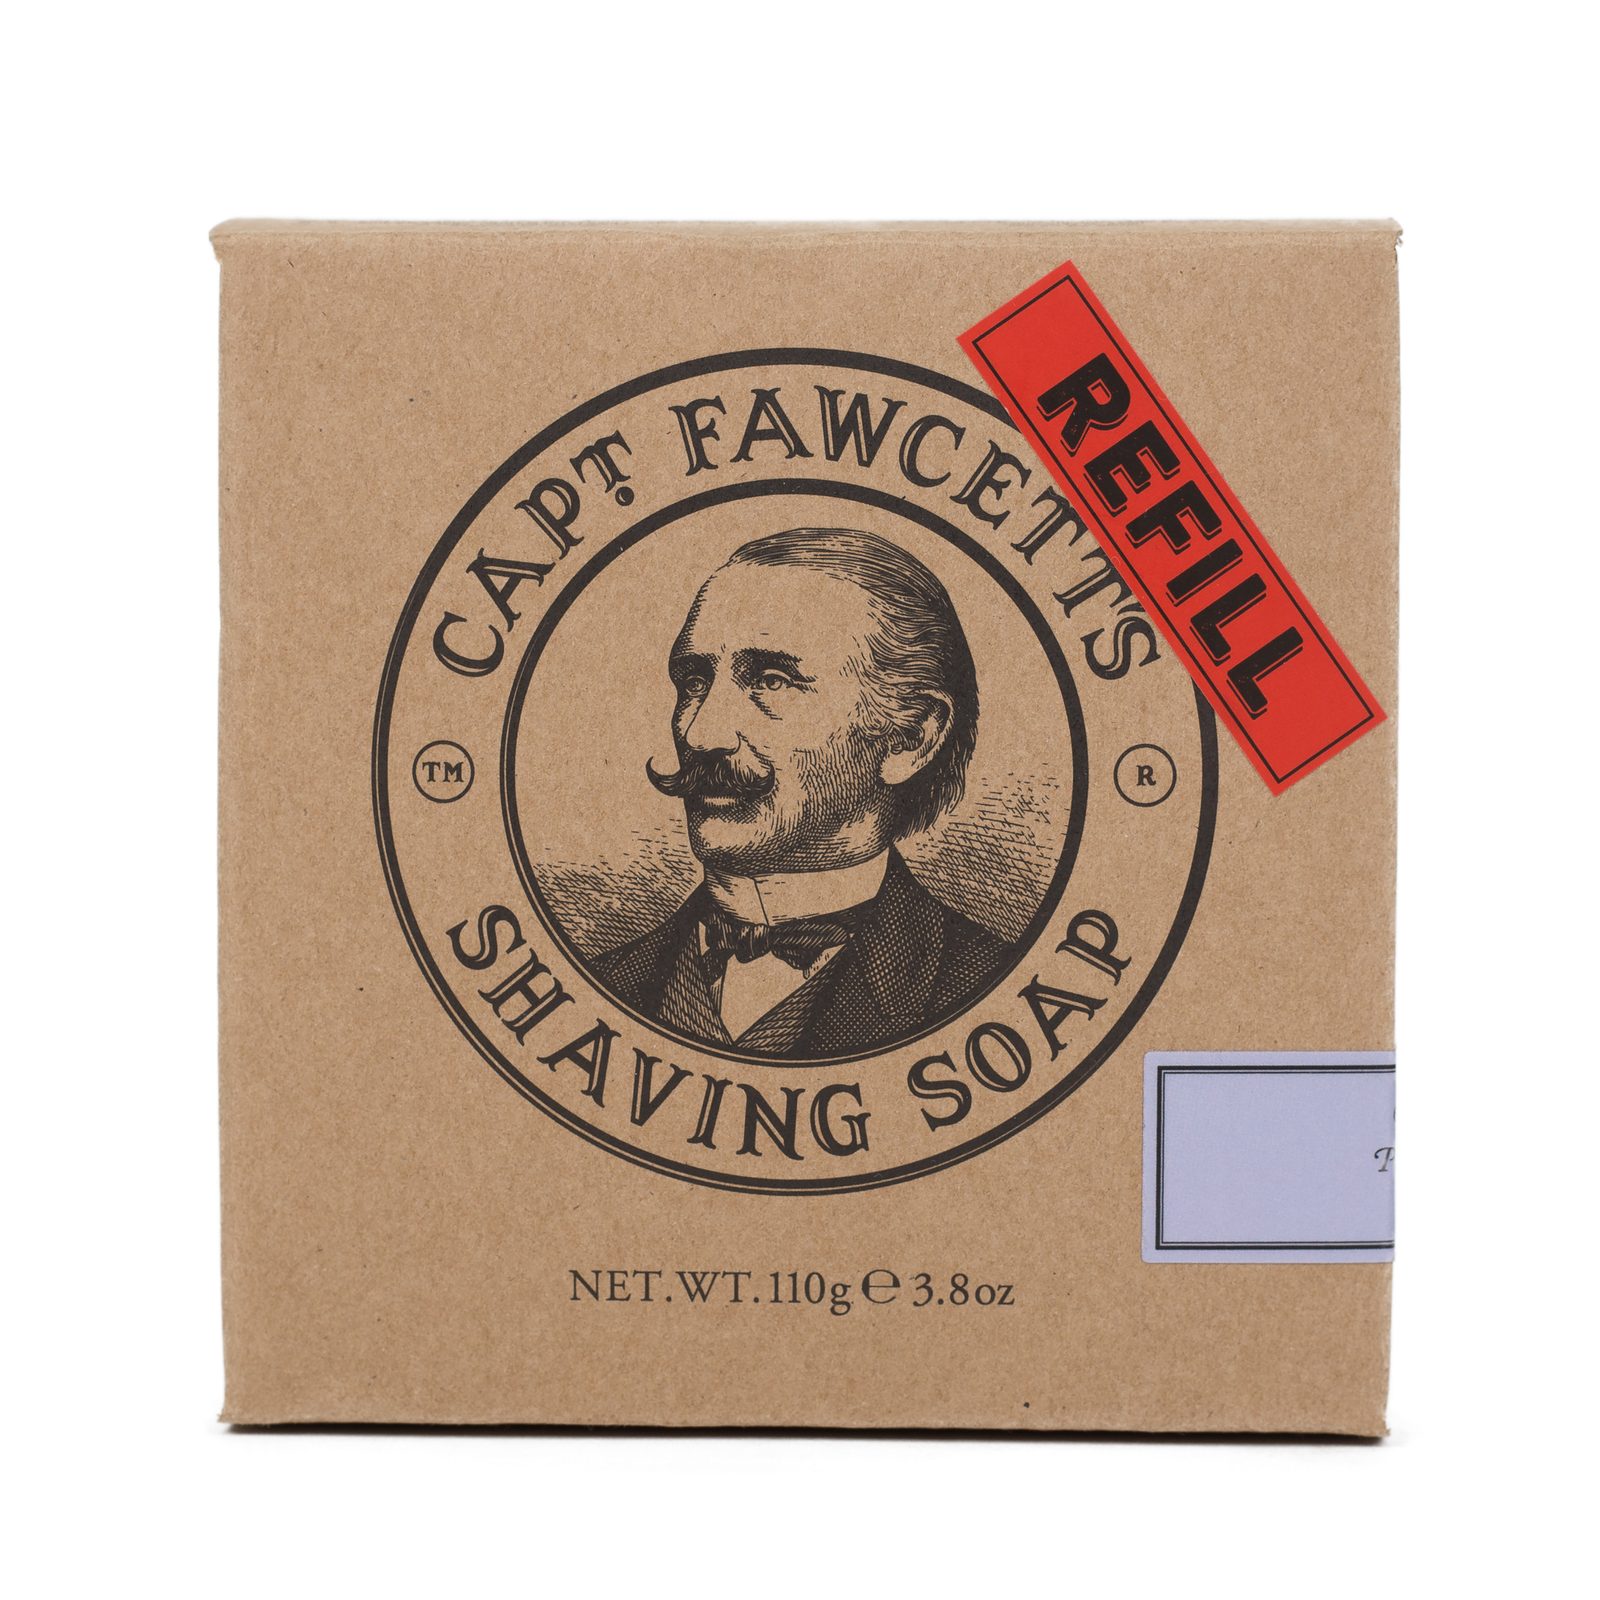 CAPT. FAWCETT'S
REFILL
TM
R
SHAVING SOAP
NET.WT.110g ℮ 3.8oz